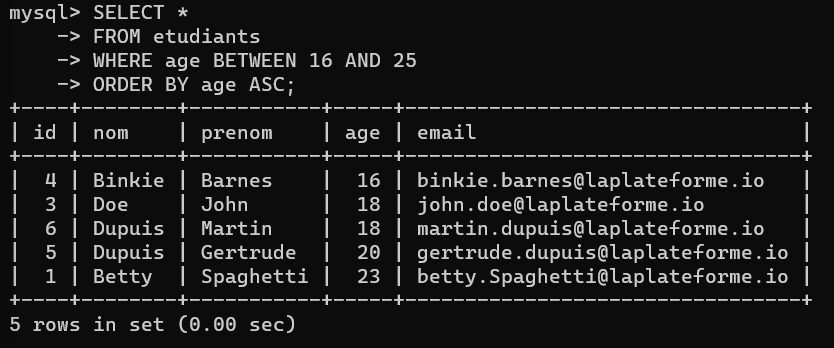 mysql> SELECT *
    -> FROM etudiants
    -> WHERE age BETWEEN 16 AND 25
    -> ORDER BY age ASC;
+----+--------+-----------+-----+---------------------------------+
| id | nom    | prenom    | age | email                           |
+----+--------+-----------+-----+---------------------------------+
|  4 | Binkie | Barnes    |  16 | binkie.barnes@laplateforme.io   |
|  3 | Doe    | John      |  18 | john.doe@laplateforme.io        |
|  6 | Dupuis | Martin    |  18 | martin.dupuis@laplateforme.io   |
|  5 | Dupuis | Gertrude  |  20 | gertrude.dupuis@laplateforme.io |
|  1 | Betty  | Spaghetti |  23 | betty.Spaghetti@laplateforme.io |
+----+--------+-----------+-----+---------------------------------+
5 rows in set (0.00 sec)